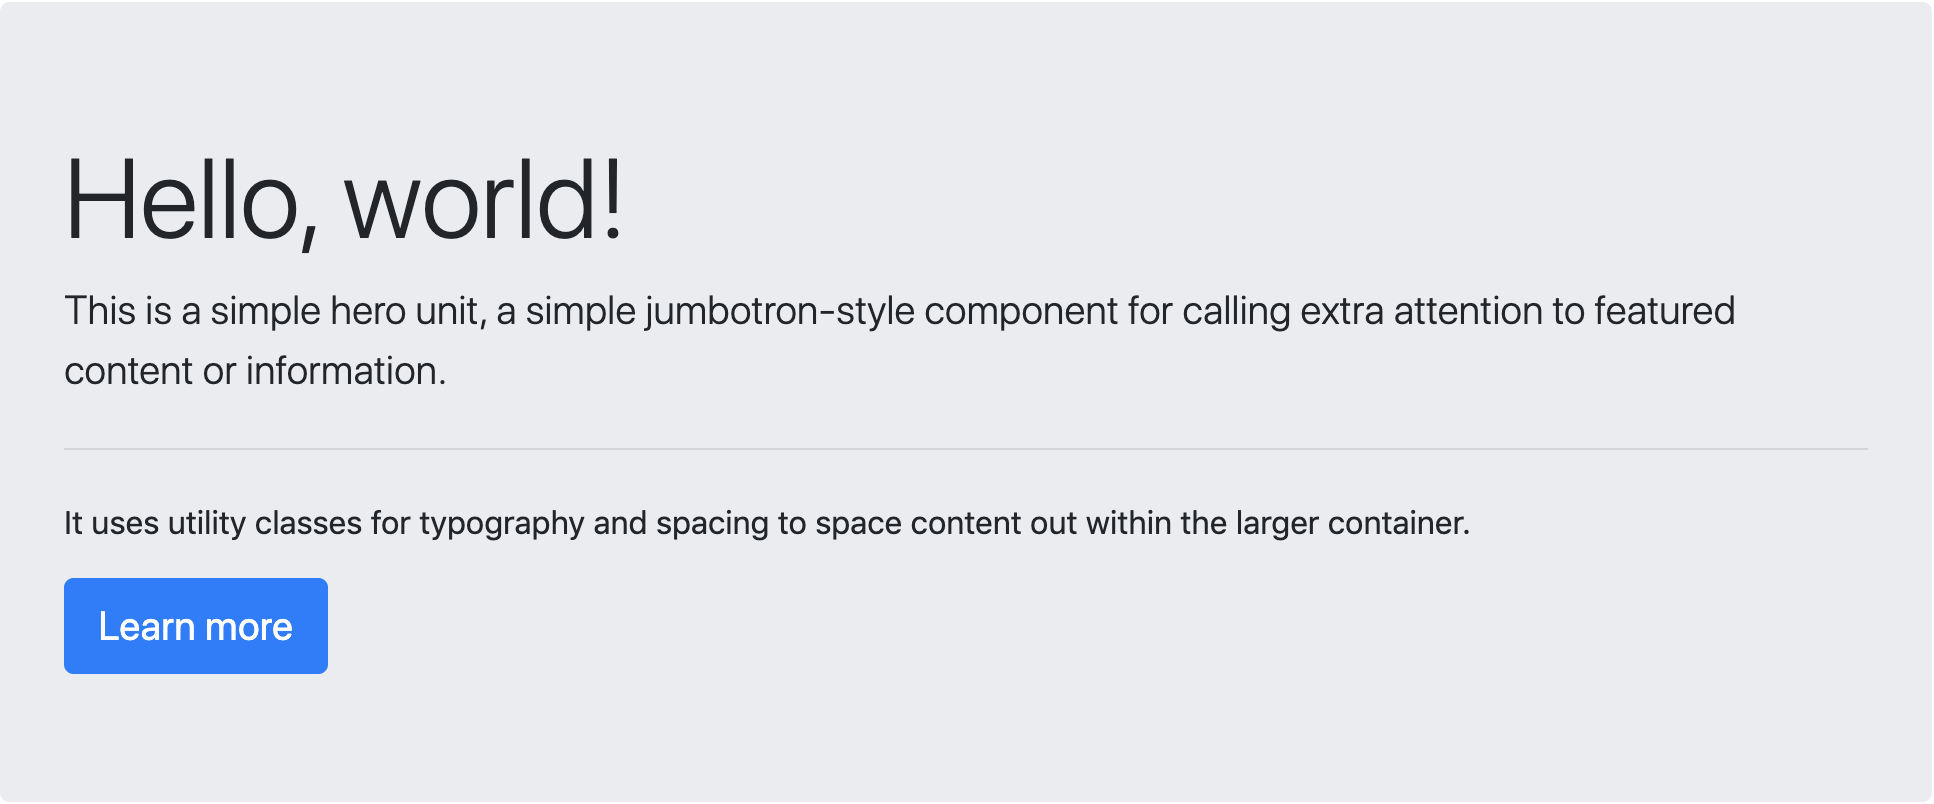 Hello, world!
This is a simple hero unit, a simple jumbotron-style component for calling extra attention to featured
content or information.
It uses utility classes for typography and spacing to space content out within the larger container.
Learn more